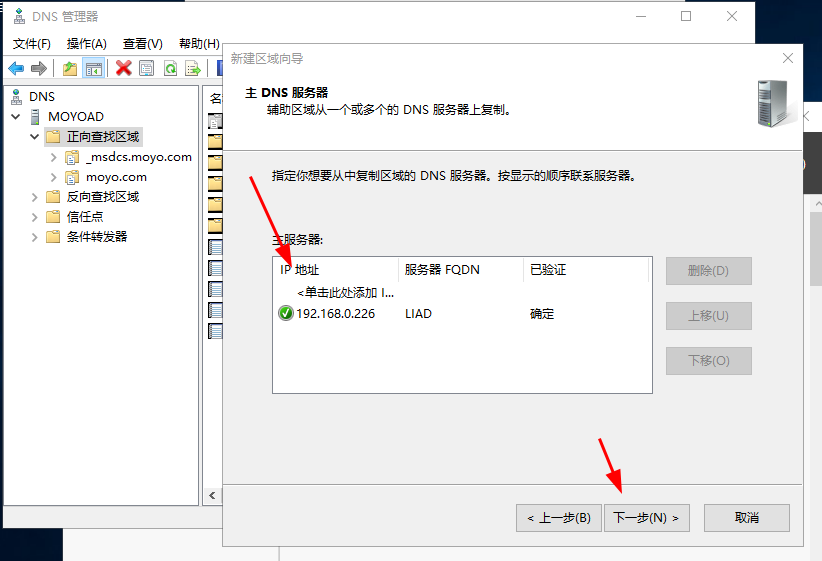 DNS 管理器
文件(F) 操作(A) 查看(V) 帮助(H)
DNS
MOYOAD
正向查找区域
_msdcs.moyo.com
moyo.com
反向查找区域
信任点
条件转发器
新建区域向导
主 DNS 服务器
辅助区域从一个或多个的 DNS 服务器上复制。
指定你想要从中复制区域的 DNS 服务器。按显示的顺序联系服务器。
主服务器:
IP 地址 服务器 FQDN 已验证
<单击此处添加 I...
192.168.0.226 LIAD 确定
删除(D)
上移(U)
下移(O)
< 上一步(B) 下一步(N) > 取消